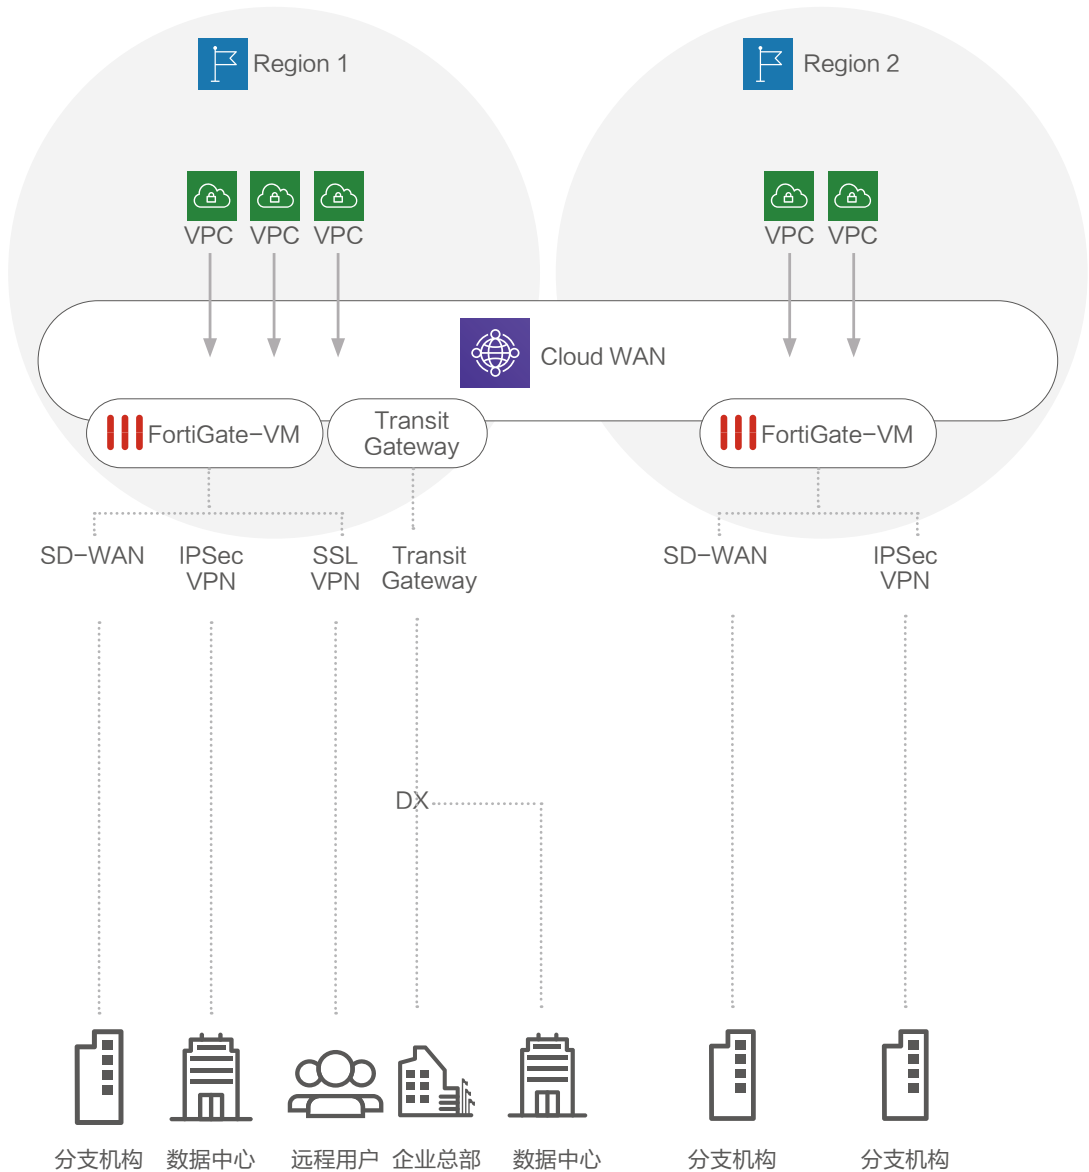 Region 1
Region 2
VPC VPC VPC
VPC VPC
Cloud WAN
FortiGate-VM
Transit
Gateway
FortiGate-VM
SD-WAN
IPSec
VPN
SSL
VPN
Transit
Gateway
SD-WAN
IPSec
VPN
DX
分支机构
数据中心
远程用户
企业总部
数据中心
分支机构
分支机构